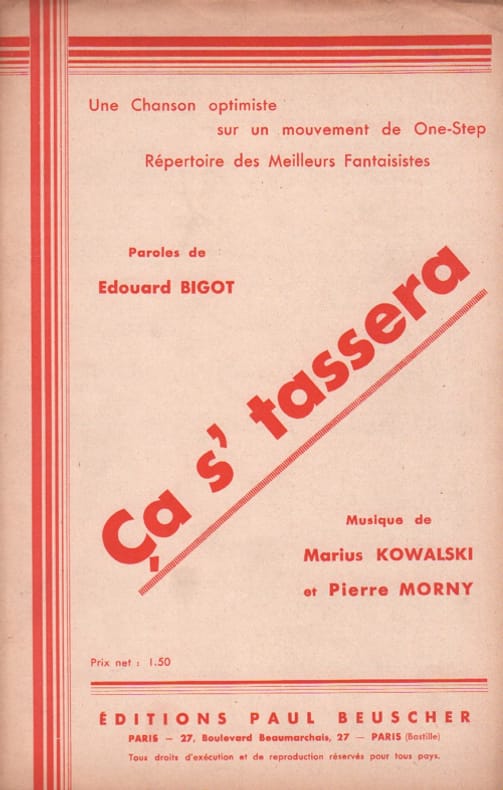 Une Chanson optimiste
sur un mouvement de One-Step
Répertoire des Meilleurs Fantaisistes
Paroles de
Edouard BIGOT
Ça s' tassera
Musique de
Marius KOWALSKI
et Pierre MORNY
Prix net : 1.50
ÉDITIONS PAUL BEUSCHER
PARIS – 27, Boulevard Beaumarchais, 27 – PARIS (Bastille)
Tous droits d'exécution et de reproduction réservés pour tous pays.